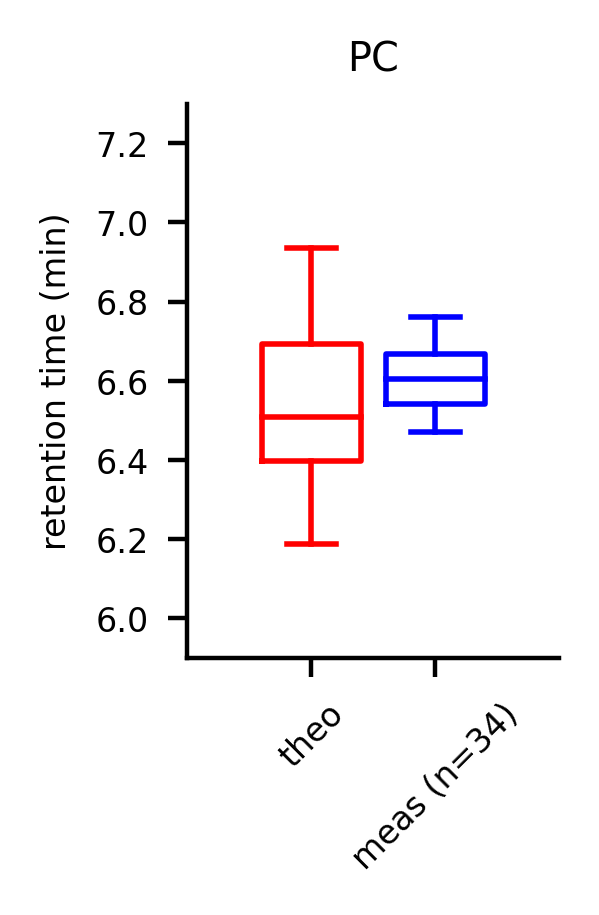 PC
retention time (min)
7.2
7.0
6.8
6.6
6.4
6.2
6.0
theo
meas (n=34)